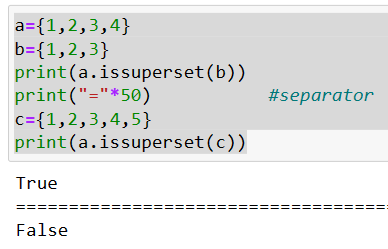 a={1,2,3,4}
b={1,2,3}
print(a.issuperset(b))
print("="*50)           #separator
c={1,2,3,4,5}
print(a.issuperset(c))
True
===================================
False